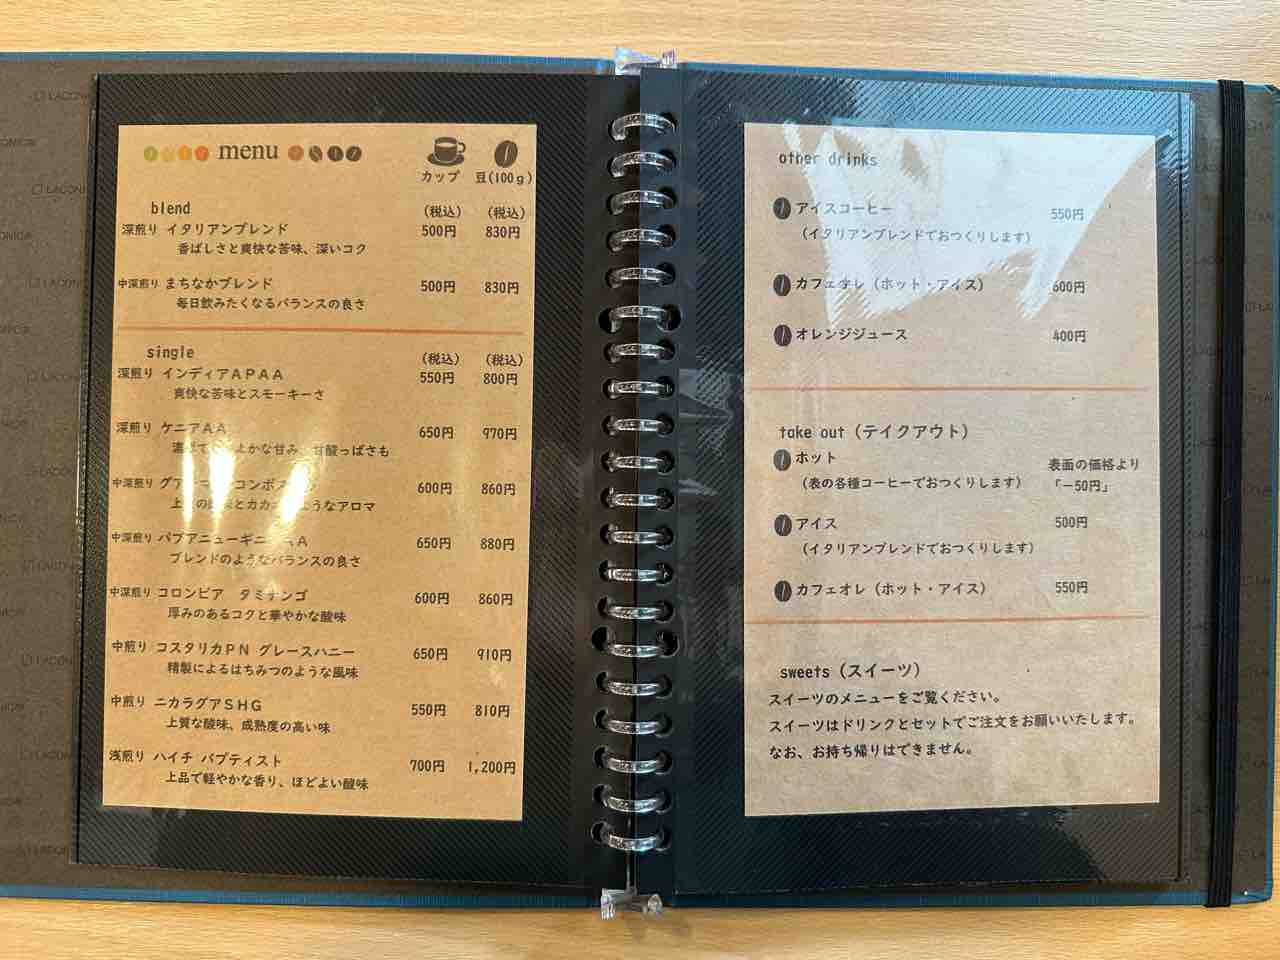 menu
カップ 豆(100g)
blend (税込) (税込)
深煎り イタリアンブレンド 500円 830円
香ばしさと爽快な苦味、深いコク
中深煎り まちなかブレンド 500円 830円
毎日飲みたくなるバランスの良さ
single (税込) (税込)
深煎り インディアAPAA 550円 800円
爽快な苦味とスモーキーさ
深煎り ケニアAA 650円 970円
よかな甘み、甘酸っぱさも
中深煎り 600円 860円
ようなアロマ
中深煎り パプアニューギニ A 650円 880円
ブレンドのようなバランスの良さ
中深煎り コロンビア タミナンゴ 600円 860円
厚みのあるコクと華やかな酸味
中煎り コスタリカPN グレースハニー 650円 910円
精製によるはちみつのような風味
中煎り ニカラグアSHG 550円 810円
上質な酸味、成熟度の高い味
浅煎り ハイチ バプティスト 700円 1,200円
上品で軽やかな香り、ほどよい酸味
other drinks
アイスコーヒー 550円
(イタリアンブレンドでおつくりします)
カフェオレ(ホット・アイス) 600円
オレンジジュース 400円
take out(テイクアウト)
ホット 表面の価格より
(表の各種コーヒーでおつくりします) 「-50円」
アイス 500円
(イタリアンブレンドでおつくりします)
カフェオレ(ホット・アイス) 550円
sweets(スイーツ)
スイーツのメニューをご覧ください。
スイーツはドリンクとセットでご注文をお願いいたします。
なお、お持ち帰りはできません。